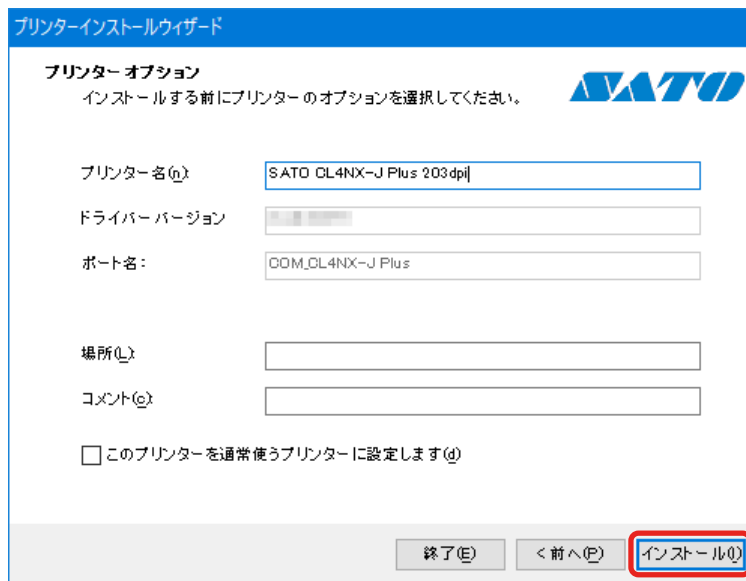 プリンターインストールウィザード
プリンター オプション
インストールする前にプリンターのオプションを選択してください。
SATO
プリンター名(n):
SATO CL4NX-J Plus 203dpi
ドライバー バージョン
ポート名：
COM_CL4NX-J Plus
場所(L):
コメント(c):
このプリンターを通常使うプリンターに設定します(d)
終了(E)
< 前へ(P)
インストール(I)